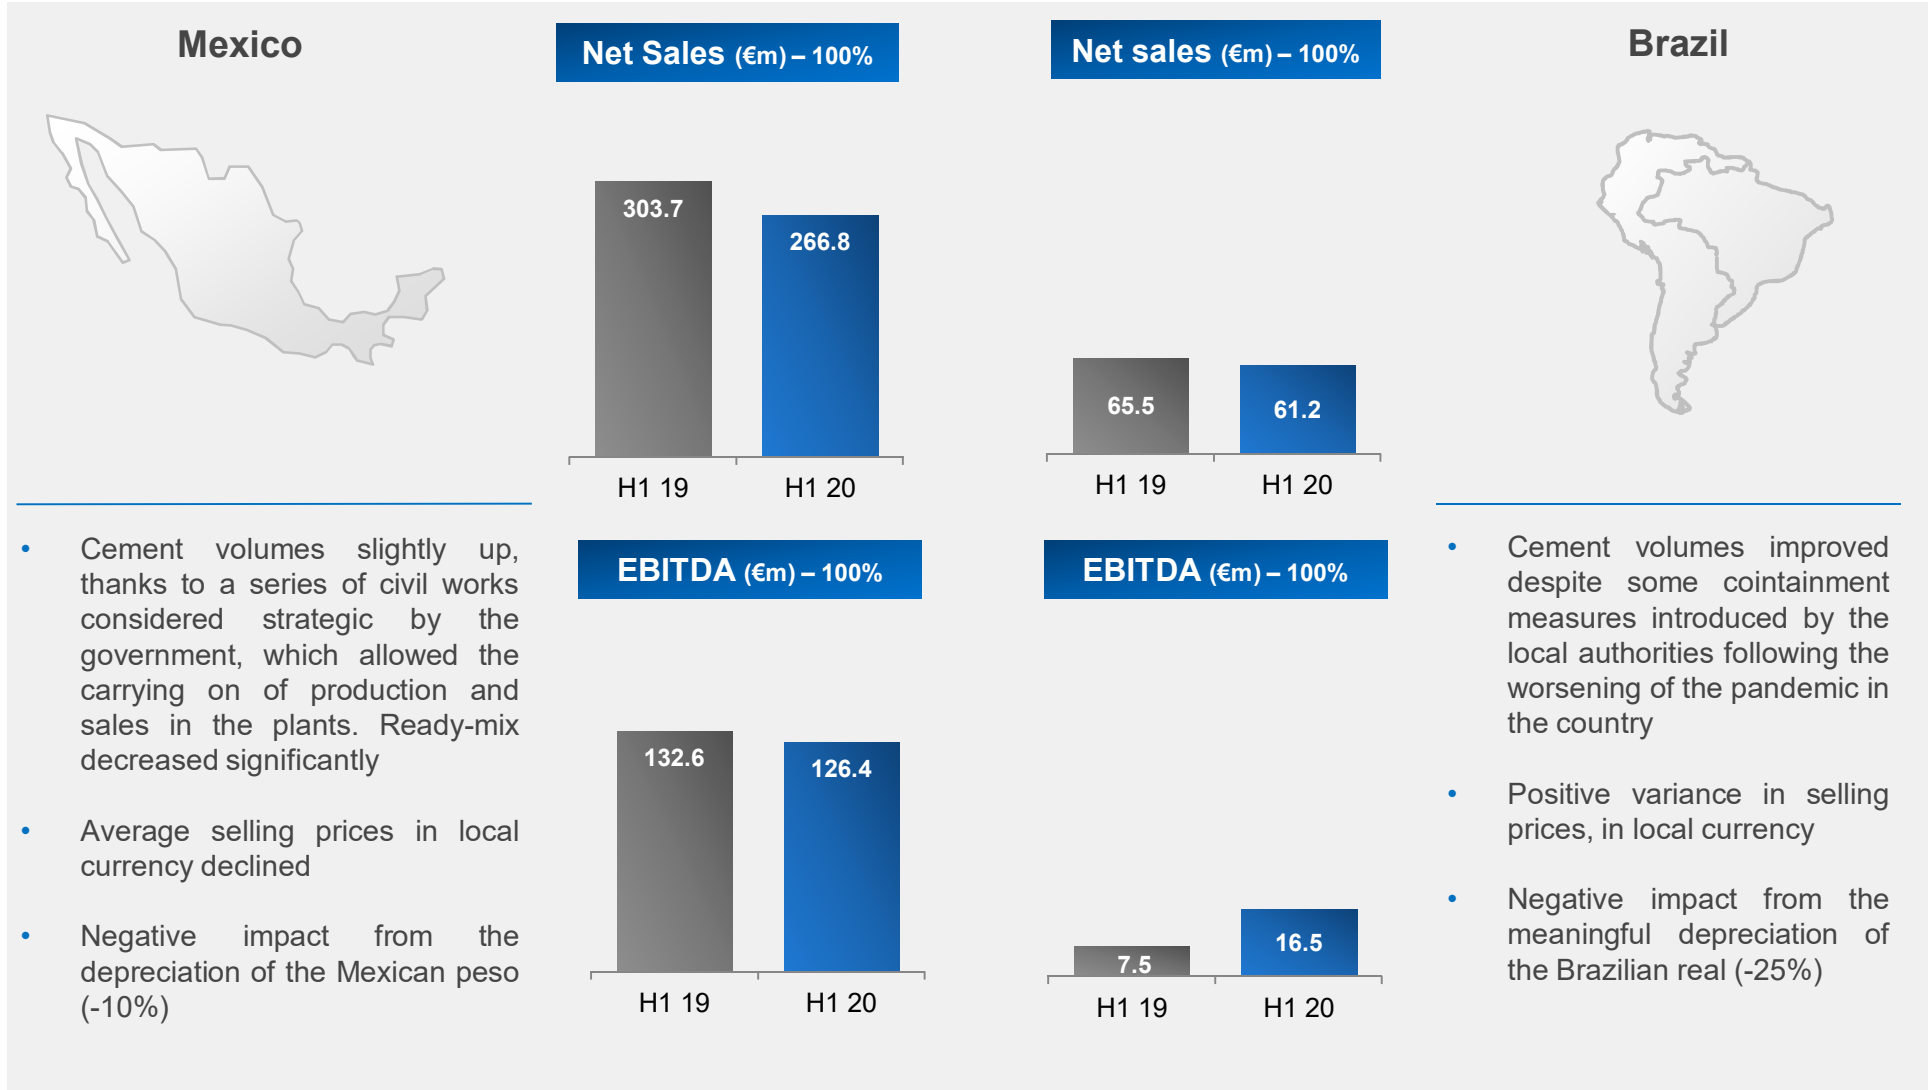 Mexico
Net Sales (€m) – 100%
303.7
266.8
H1 19
H1 20
• Cement volumes slightly up,
thanks to a series of civil works
considered strategic by the
government, which allowed the
carrying on of production and
sales in the plants. Ready-mix
decreased significantly
• Average selling prices in local
currency declined
• Negative impact from the
depreciation of the Mexican peso
(-10%)
EBITDA (€m) – 100%
132.6
126.4
H1 19
H1 20
Net sales (€m) – 100%
65.5
61.2
H1 19
H1 20
EBITDA (€m) – 100%
7.5
16.5
H1 19
H1 20
Brazil
• Cement volumes improved
despite some cointainment
measures introduced by the
local authorities following the
worsening of the pandemic in
the country
• Positive variance in selling
prices, in local currency
• Negative impact from the
meaningful depreciation of
the Brazilian real (-25%)